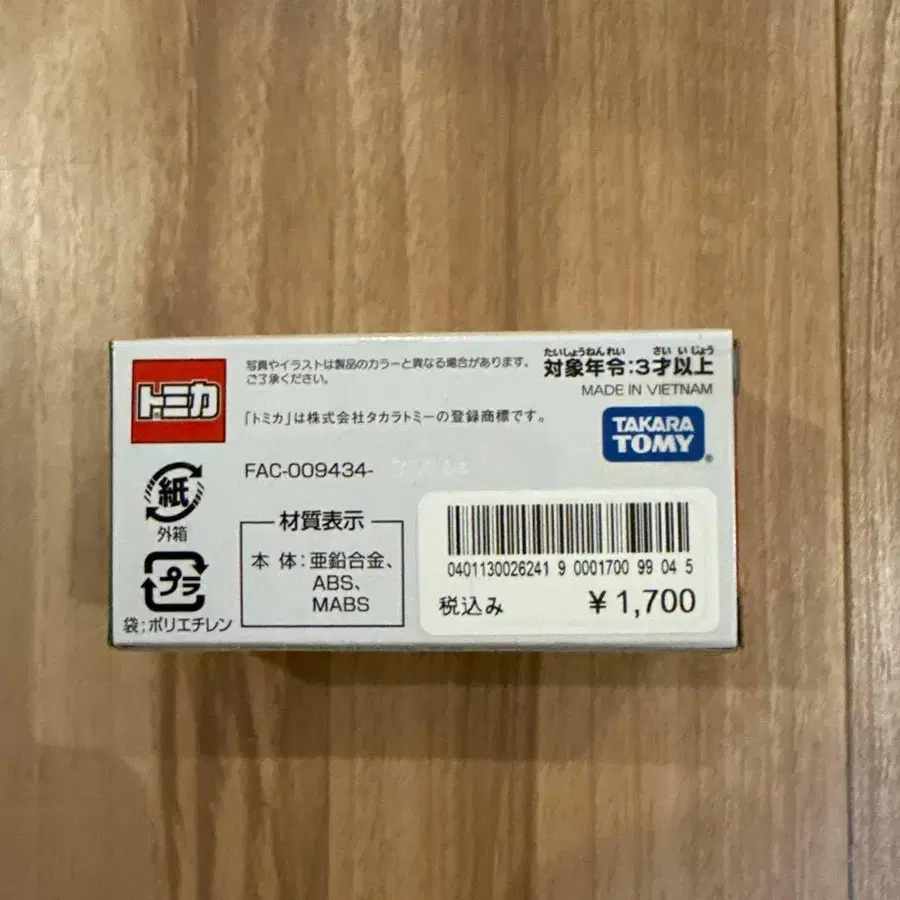 トミカ
写真やイラストは製品のカラーと異なる場合があります。
ご了承ください。
「トミカ」は株式会社タカラトミーの登録商標です。
たいしょうねんれい さいいじょう
対象年令:3才以上
MADE IN VIETNAM
TAKARA
TOMY
FAC-009434-
紙
外箱
プラ
袋:ポリエチレン
材質表示
本体:亜鉛合金、
ABS、
MABS
0401130026241 9 0001700 99 04 5
税込み ¥1,700